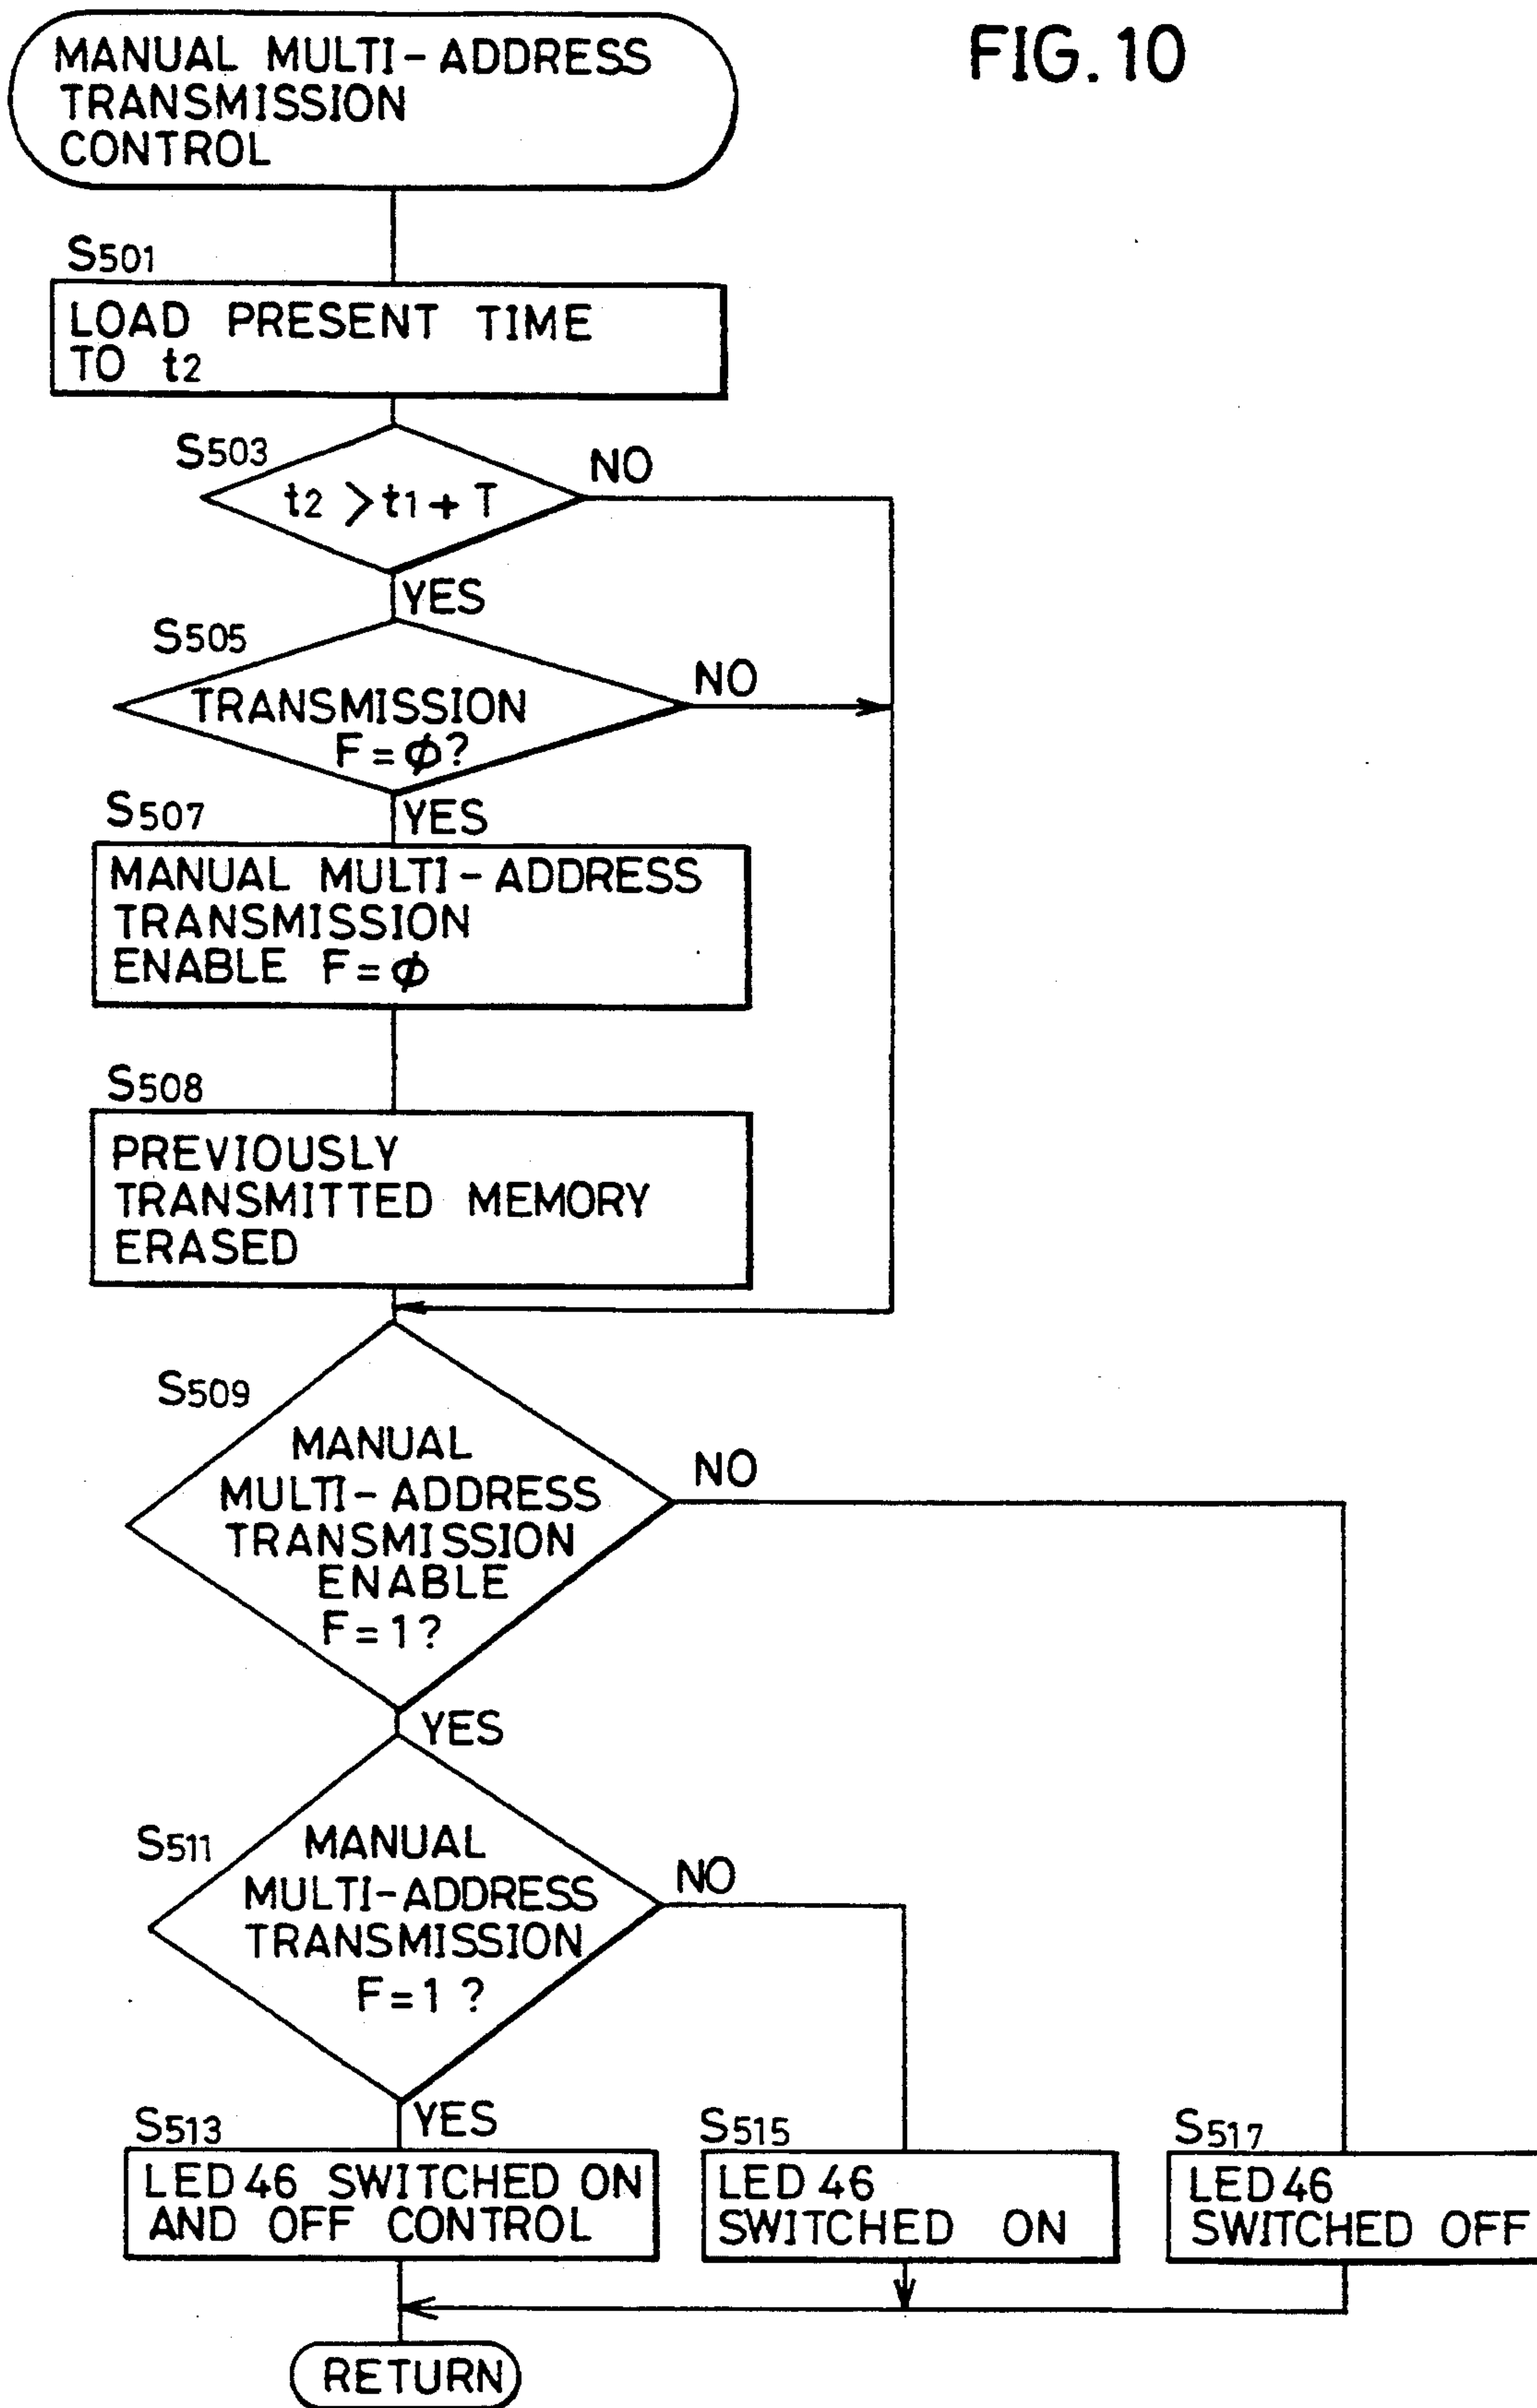 FIG. 10
MANUAL MULTI-ADDRESS
TRANSMISSION
CONTROL
S501
LOAD PRESENT TIME
TO t2
S503
t2 > t1 + T
NO
YES
S505
TRANSMISSION
F = φ?
NO
YES
S507
MANUAL MULTI-ADDRESS
TRANSMISSION
ENABLE F = φ
S508
PREVIOUSLY
TRANSMITTED MEMORY
ERASED
S509
MANUAL
MULTI-ADDRESS
TRANSMISSION
ENABLE
F = 1?
NO
YES
S511
MANUAL
MULTI-ADDRESS
TRANSMISSION
F = 1 ?
NO
YES
S513
LED 46 SWITCHED ON
AND OFF CONTROL
S515
LED 46
SWITCHED ON
S517
LED 46
SWITCHED OFF
RETURN